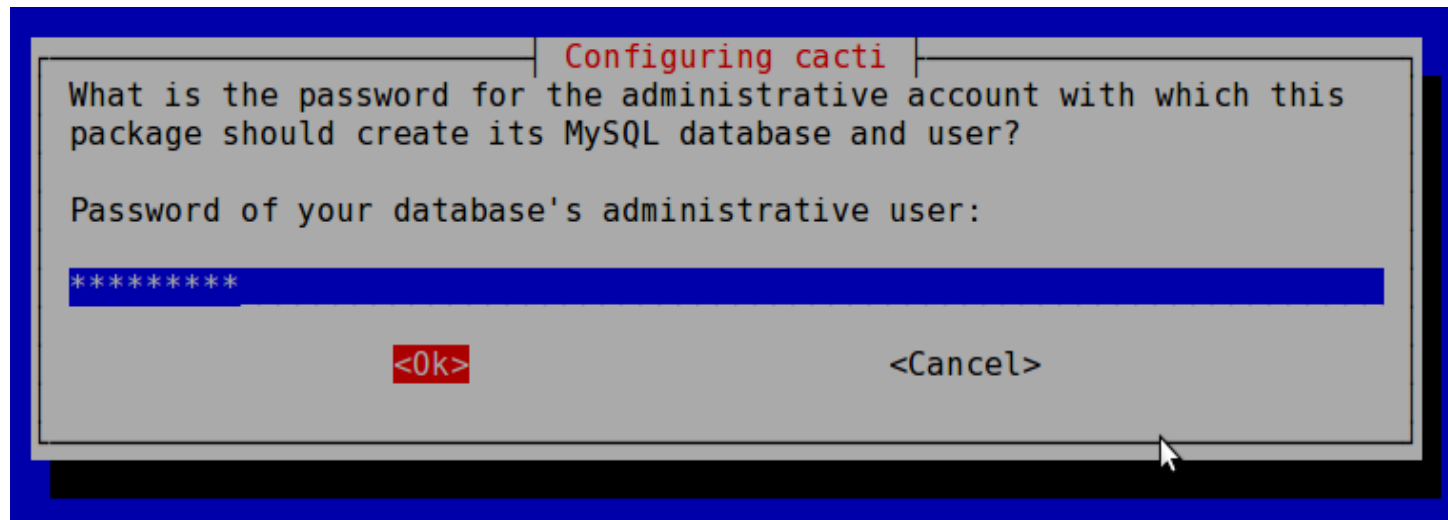 Configuring cacti
What is the password for the administrative account with which this
package should create its MySQL database and user?
Password of your database's administrative user:
*********
<Ok> <Cancel>